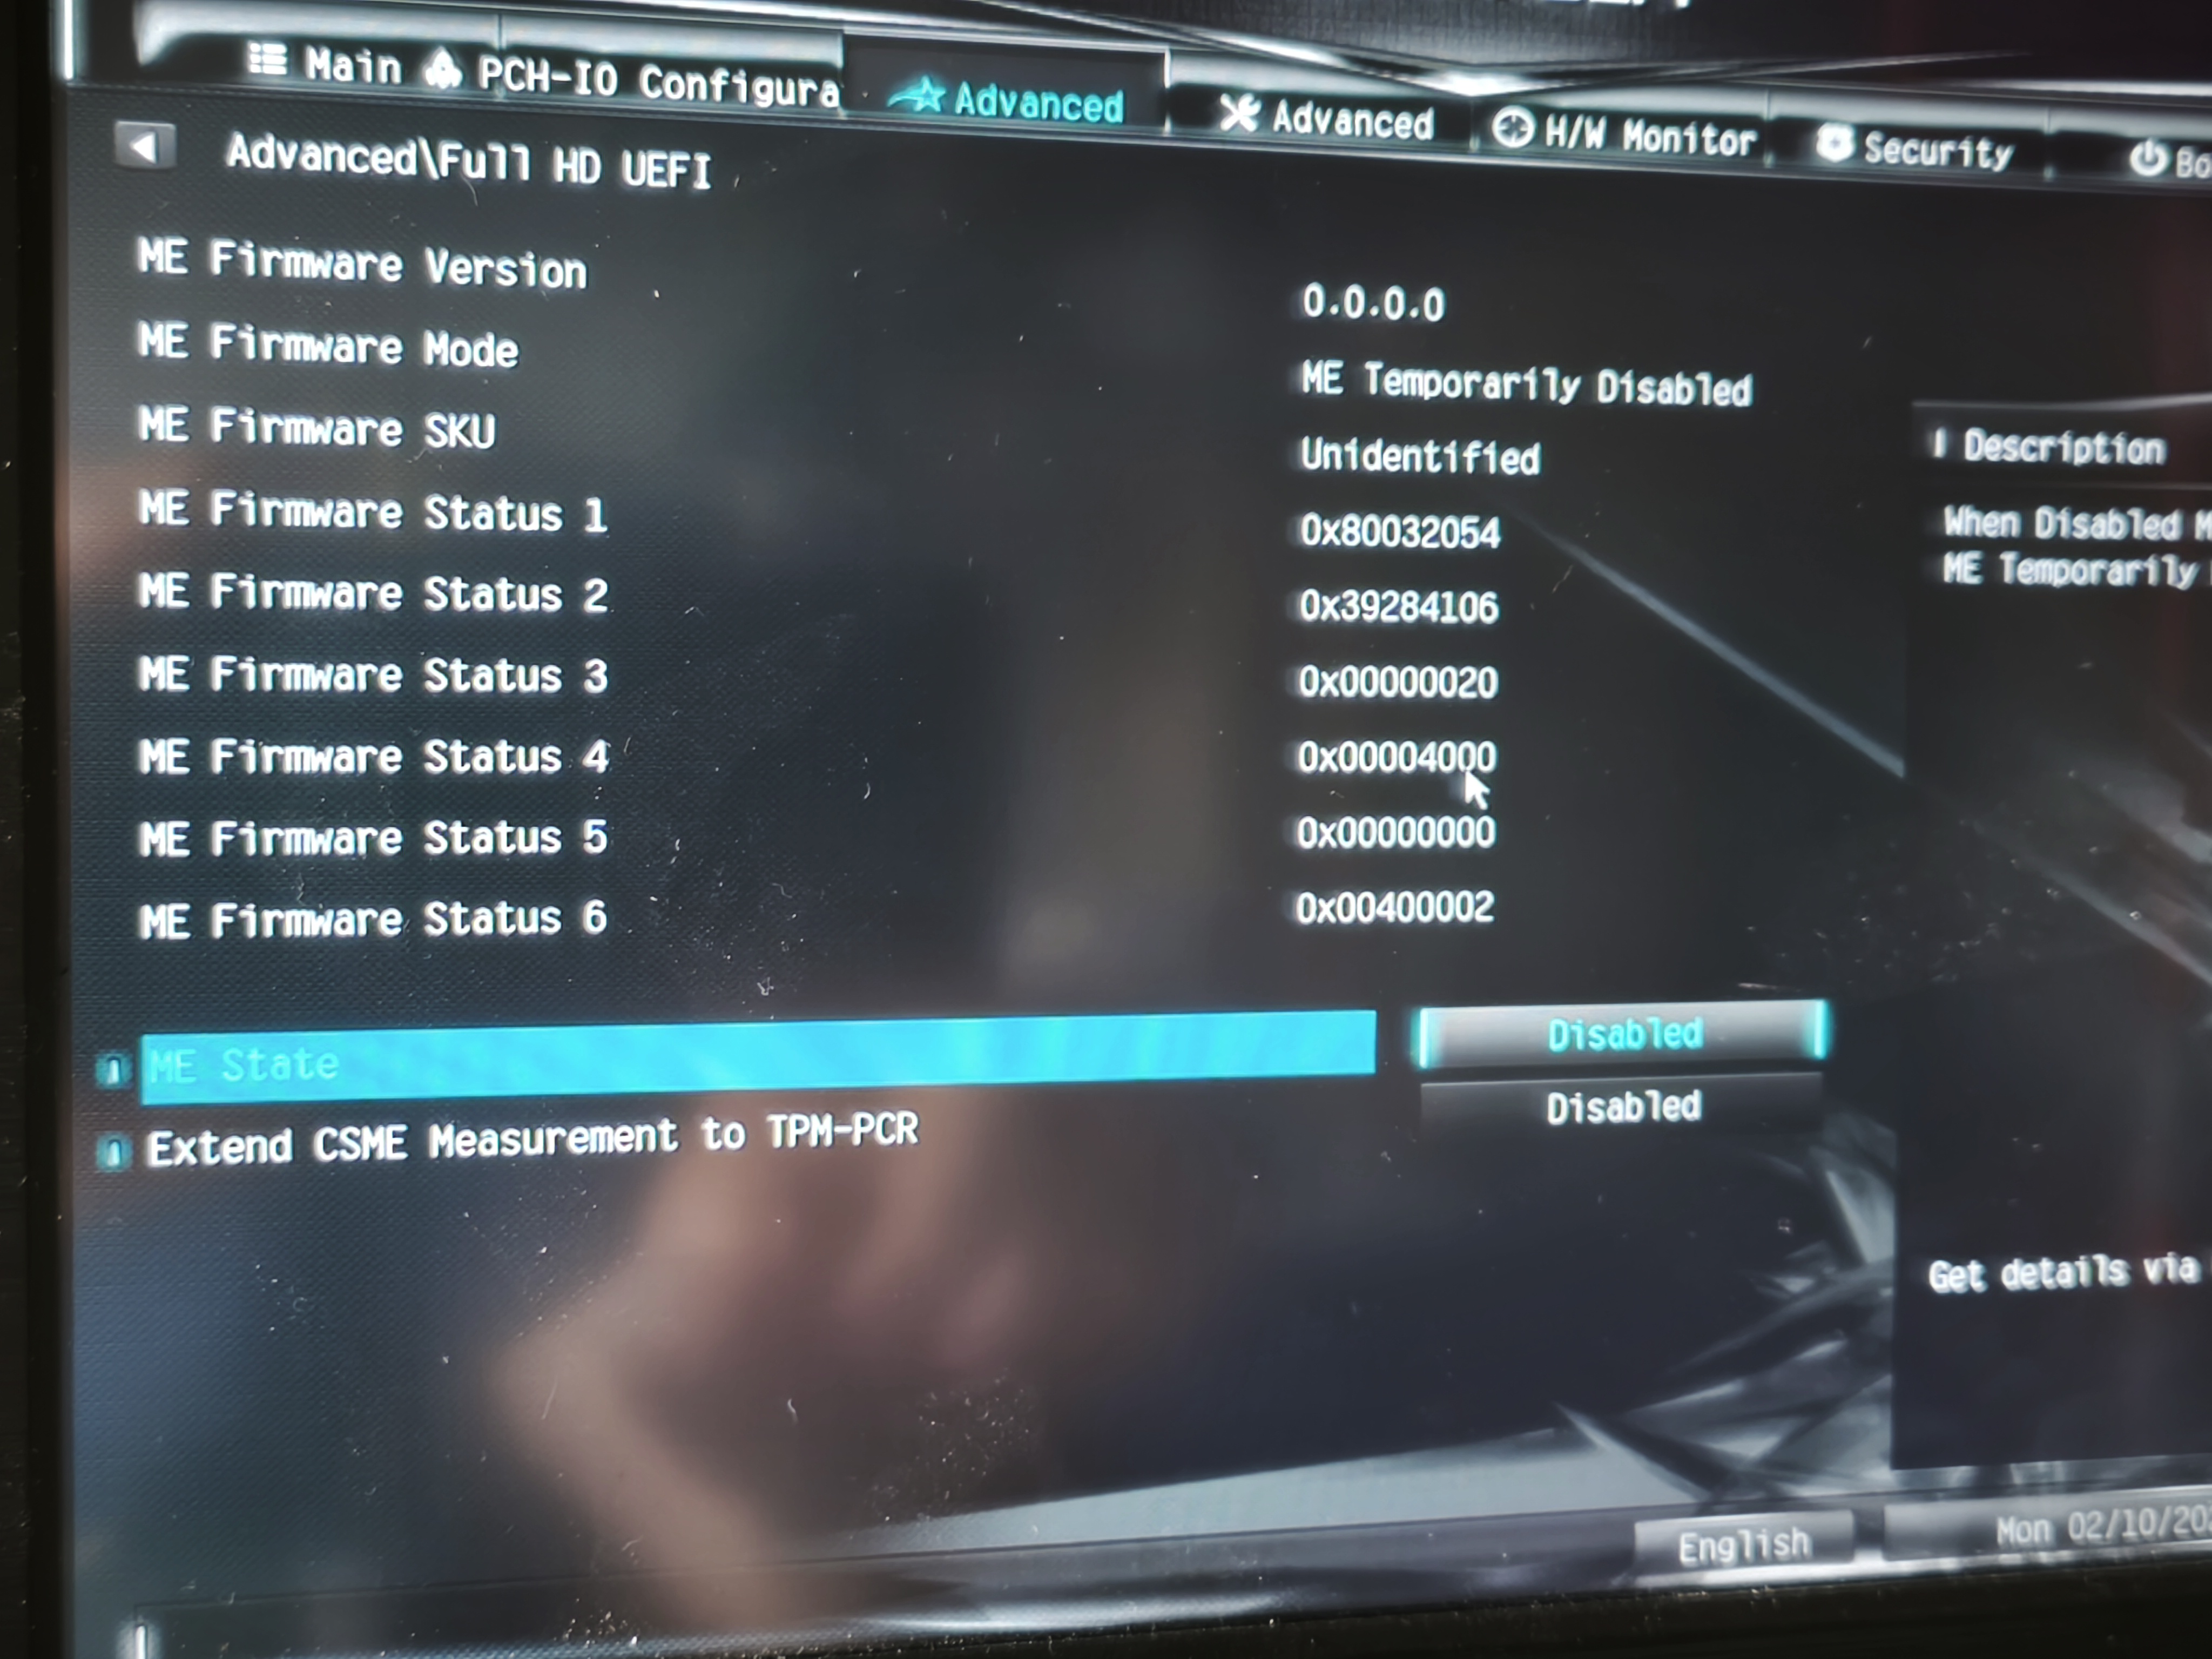 Main PCH-IO Configura Advanced Advanced H/W Monitor Security Bo
Advanced\Full HD UEFI
ME Firmware Version 0.0.0.0
ME Firmware Mode ME Temporarily Disabled
ME Firmware SKU Unidentified
ME Firmware Status 1 0x80032054
ME Firmware Status 2 0x39284106
ME Firmware Status 3 0x00000020
ME Firmware Status 4 0x00004000
ME Firmware Status 5 0x00000000
ME Firmware Status 6 0x00400002
ME State Disabled
Extend CSME Measurement to TPM-PCR Disabled
Description
When Disabled M
ME Temporarily
Get details via
English Mon 02/10/20